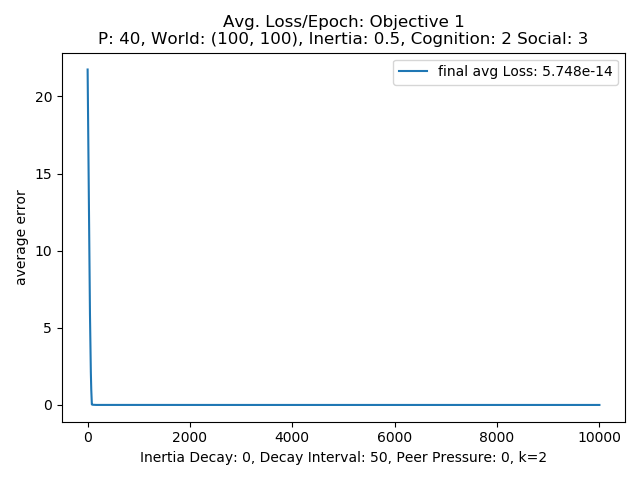 Avg. Loss/Epoch: Objective 1
P: 40, World: (100, 100), Inertia: 0.5, Cognition: 2 Social: 3
final avg Loss: 5.748e-14
average error
20
15
10
5
0
0 2000 4000 6000 8000 10000
Inertia Decay: 0, Decay Interval: 50, Peer Pressure: 0, k=2